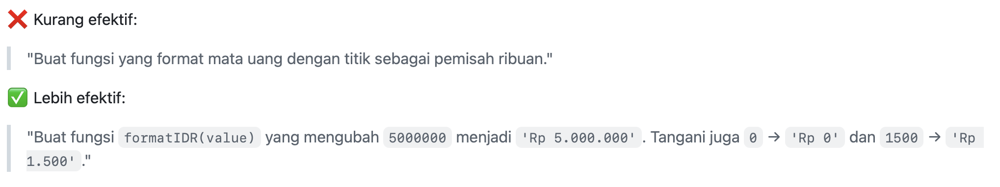 ❌ Kurang efektif:
"Buat fungsi yang format mata uang dengan titik sebagai pemisah ribuan."
✅ Lebih efektif:
"Buat fungsi formatIDR(value) yang mengubah 5000000 menjadi 'Rp 5.000.000'. Tangani juga 0 → 'Rp 0' dan 1500 → 'Rp
1.500'."